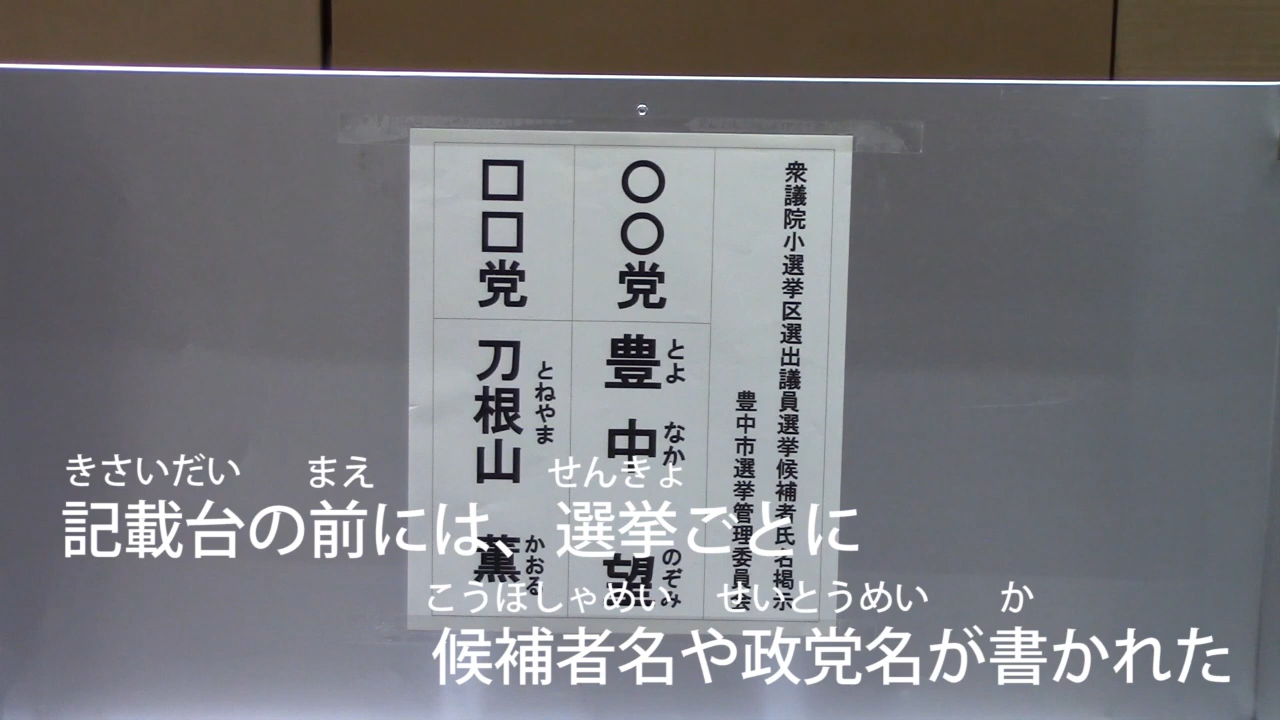 衆議院小選挙区選出議員選挙候補者氏名掲示
豊中市選挙管理委員会
〇〇党
豊中 望
とよ なか のぞみ
□□党
刀根山 薫
とねやま かおる
きさいだい まえ せんきょ
記載台の前には、選挙ごとに
こうほしゃめい せいとうめい か
候補者名や政党名が書かれた